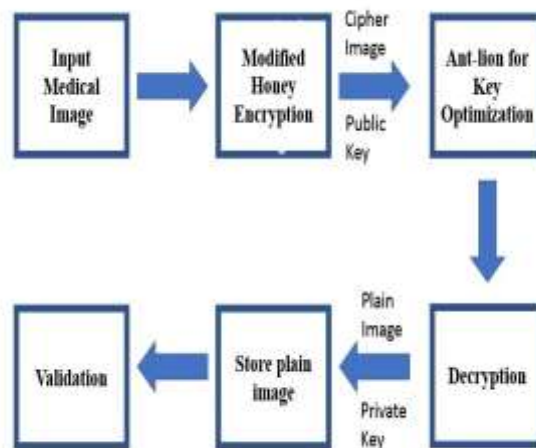 Input
Medical
Image
Modified
Honey
Encryption
Cipher
Image
Public
Key
Ant-lion for
Key
Optimization
Decryption
Plain
Image
Private
Key
Store plain
image
Validation